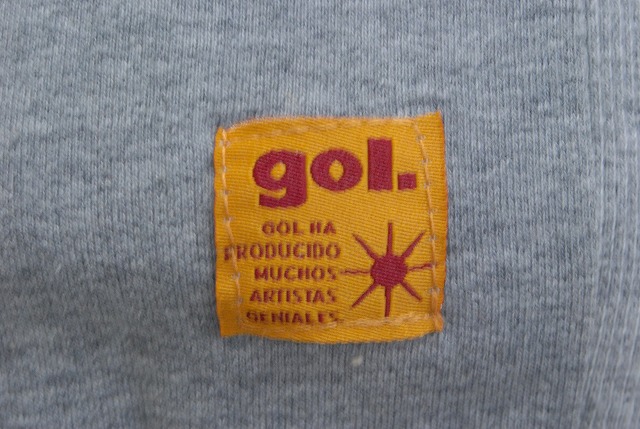 gol.
GOL HA
PRODUCIDO
MUCHOS
ARTISTAS
GENIALES